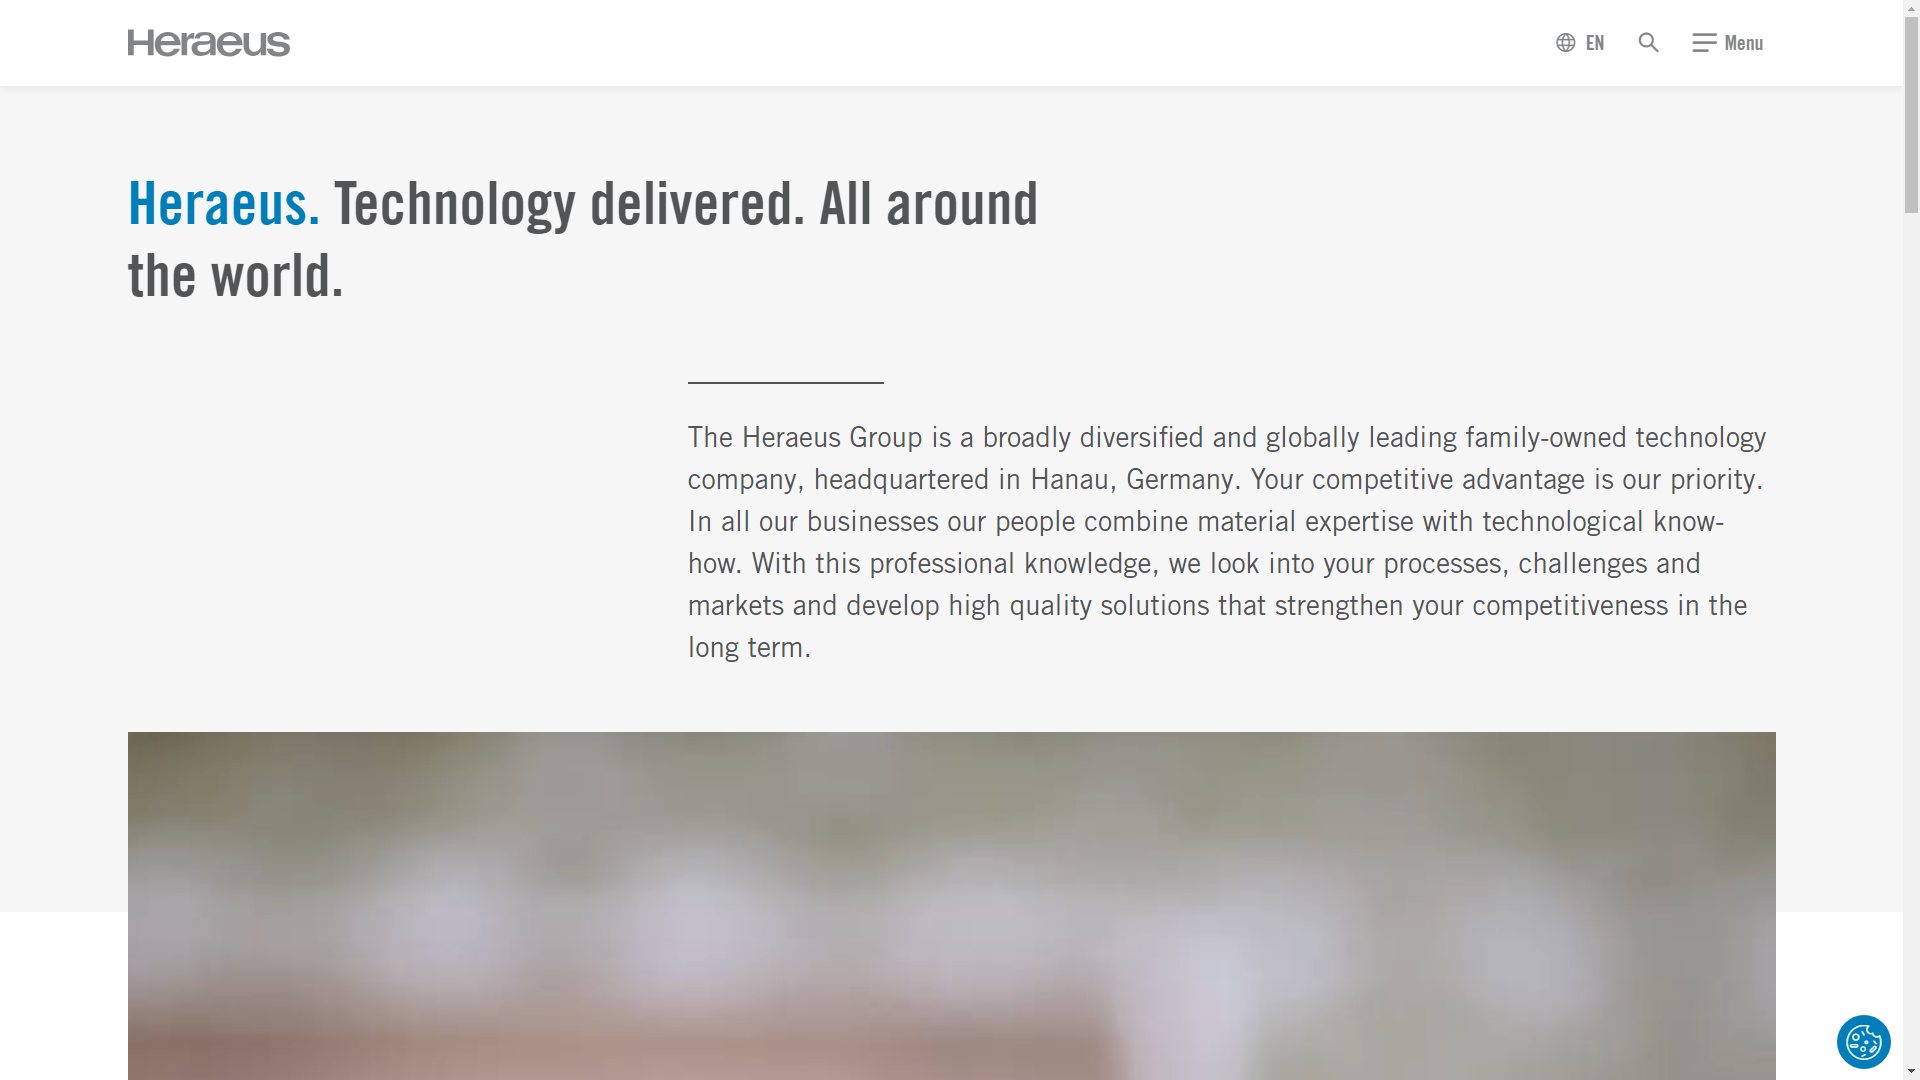 Heraeus
EN
Menu
Heraeus. Technology delivered. All around
the world.
The Heraeus Group is a broadly diversified and globally leading family-owned technology
company, headquartered in Hanau, Germany. Your competitive advantage is our priority.
In all our businesses our people combine material expertise with technological know-
how. With this professional knowledge, we look into your processes, challenges and
markets and develop high quality solutions that strengthen your competitiveness in the
long term.